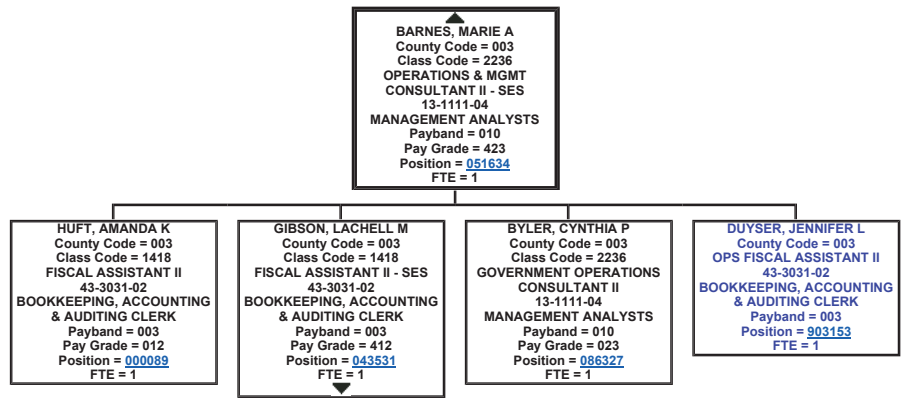 BARNES, MARIE A
County Code = 003
Class Code = 2236
OPERATIONS & MGMT
CONSULTANT II - SES
13-1111-04
MANAGEMENT ANALYSTS
Payband = 010
Pay Grade = 423
Position = 051634
FTE = 1
HUFT, AMANDA K
County Code = 003
Class Code = 1418
FISCAL ASSISTANT II
43-3031-02
BOOKKEEPING, ACCOUNTING
& AUDITING CLERK
Payband = 003
Pay Grade = 012
Position = 000089
FTE = 1
GIBSON, LACHELL M
County Code = 003
Class Code = 1418
FISCAL ASSISTANT II - SES
43-3031-02
BOOKKEEPING, ACCOUNTING
& AUDITING CLERK
Payband = 003
Pay Grade = 412
Position = 043531
FTE = 1
BYLER, CYNTHIA P
County Code = 003
Class Code = 2236
GOVERNMENT OPERATIONS
CONSULTANT II
13-1111-04
MANAGEMENT ANALYSTS
Payband = 010
Pay Grade = 023
Position = 086327
FTE = 1
DUYSER, JENNIFER L
County Code = 003
OPS FISCAL ASSISTANT II
43-3031-02
BOOKKEEPING, ACCOUNTING
& AUDITING CLERK
Payband = 003
Position = 903153
FTE = 1